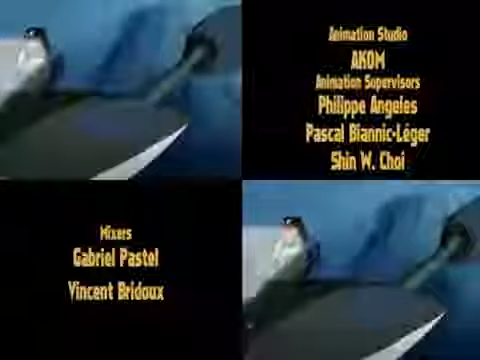 Animation Studio
AKOM
Animation Supervisors
Philippe Angeles
Pascal Biannic-Léger
Shin W. Choi
Mixers
Gabriel Pastel
Vincent Bridoux